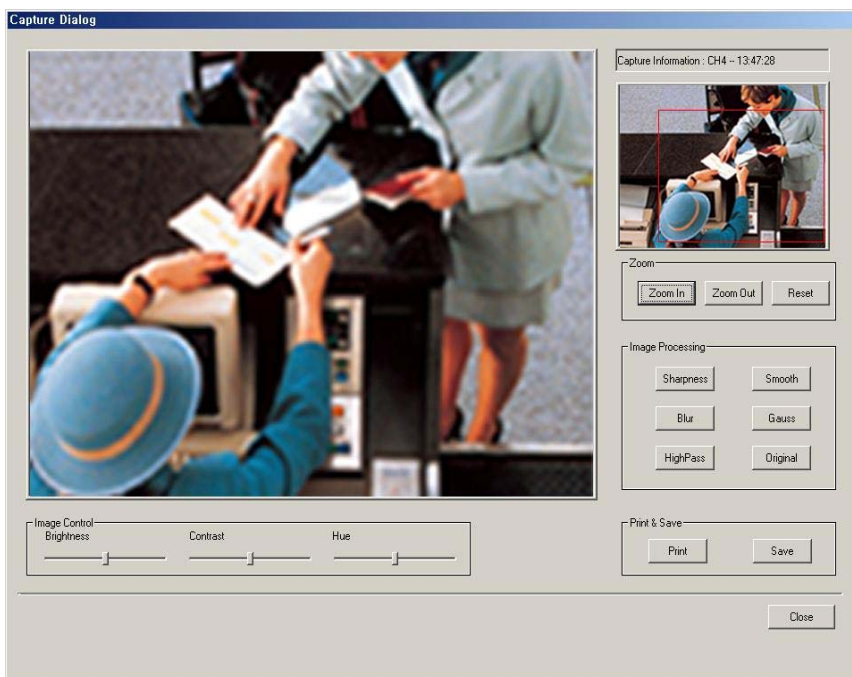 Capture Dialog
Capture Information : CH4 -- 13:47:28
Zoom
Zoom In Zoom Out Reset
Image Processing
Sharpness Smooth
Blur Gauss
HighPass Original
Image Control
Brightness Contrast Hue
Print & Save
Print Save
Close